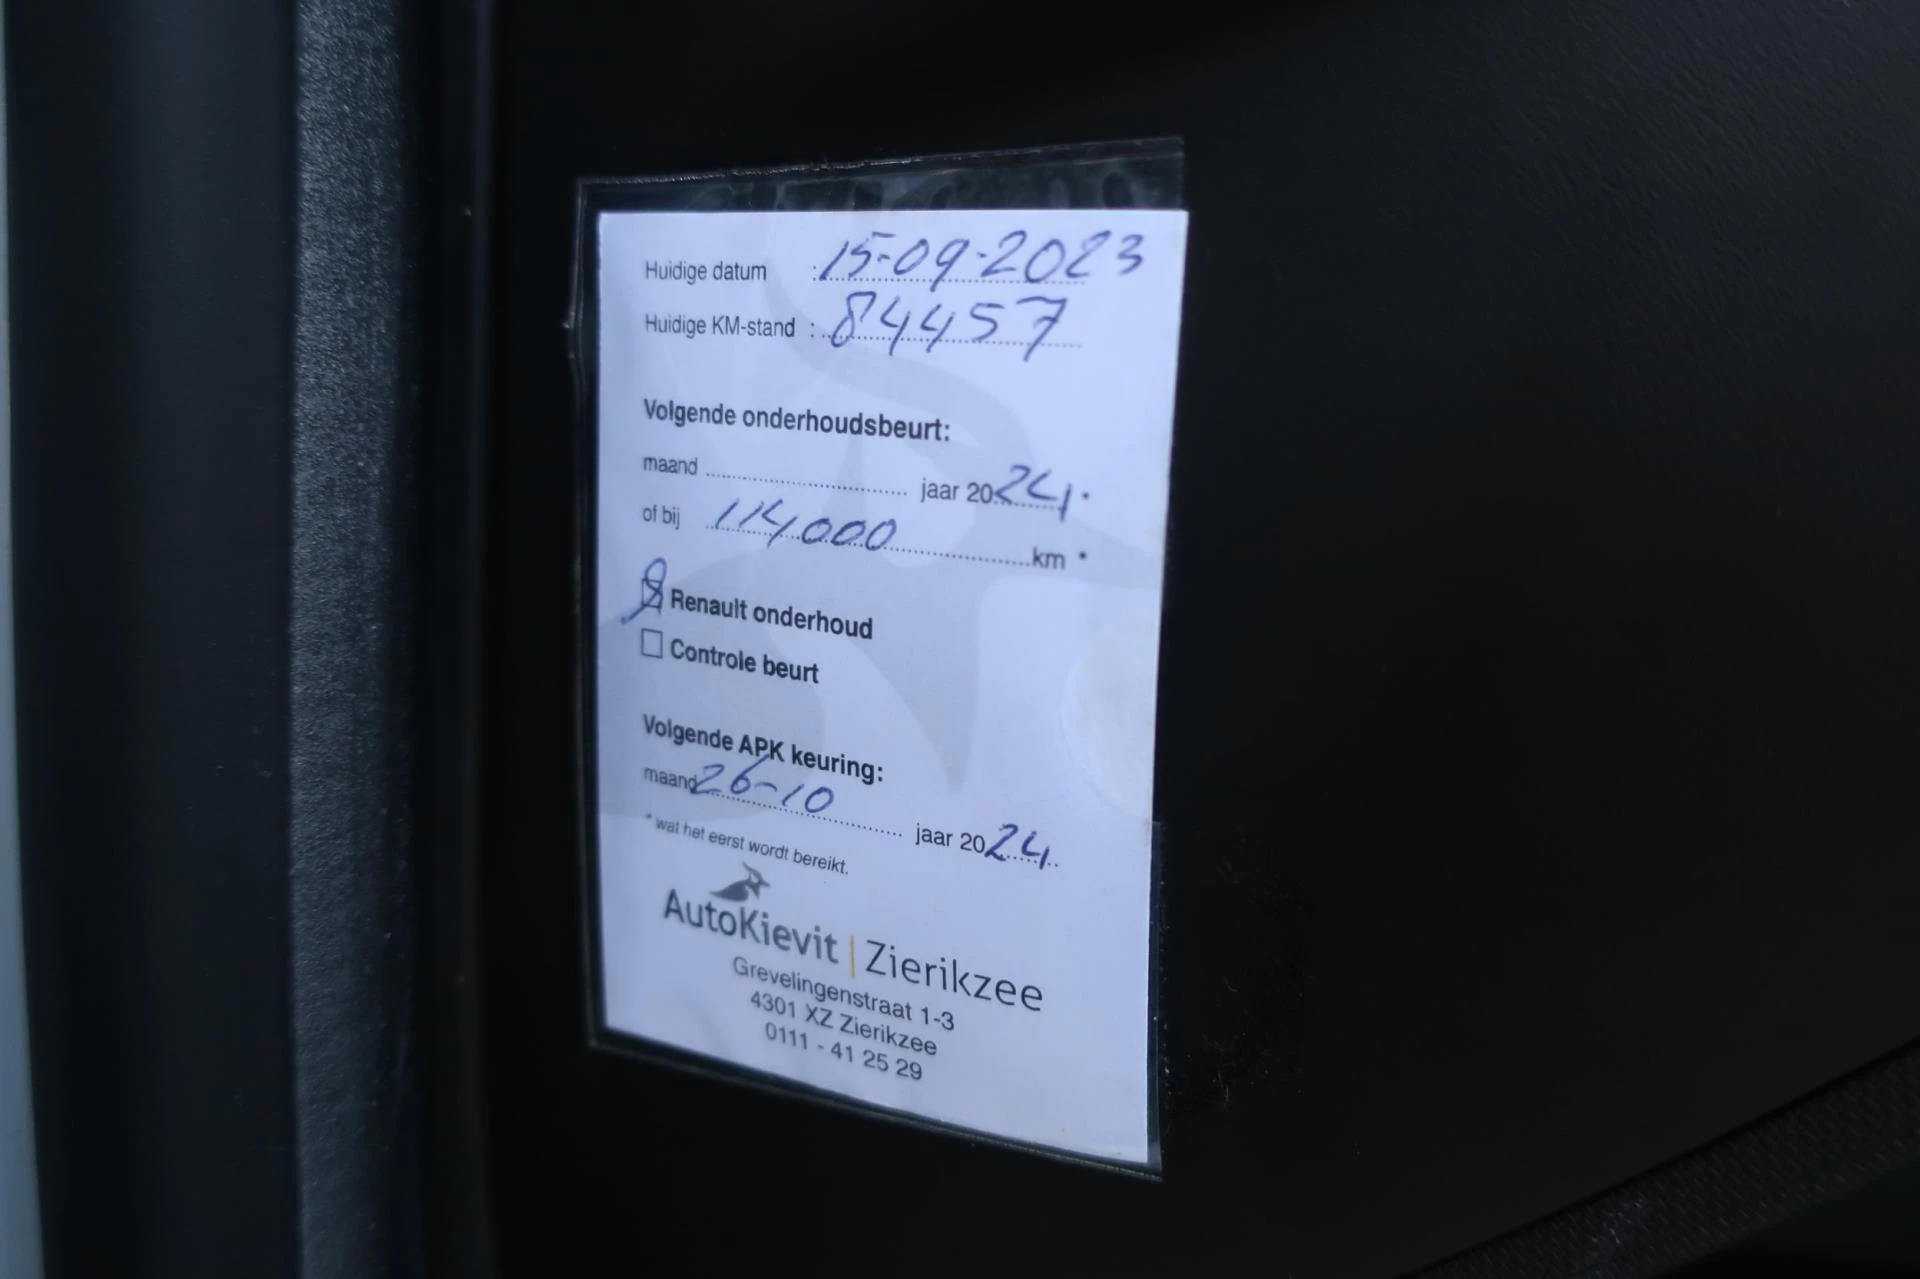 Huidige datum : 15-09-2023
Huidige KM-stand : 84457
Volgende onderhoudsbeurt:
maand jaar 2024 *
of bij 114000 km *
Renault onderhoud
Controle beurt
Volgende APK keuring:
maand 26-10 jaar 2024
* wat het eerst wordt bereikt.
AutoKievit | Zierikzee
Grevelingenstraat 1-3
4301 XZ Zierikzee
0111 - 41 25 29